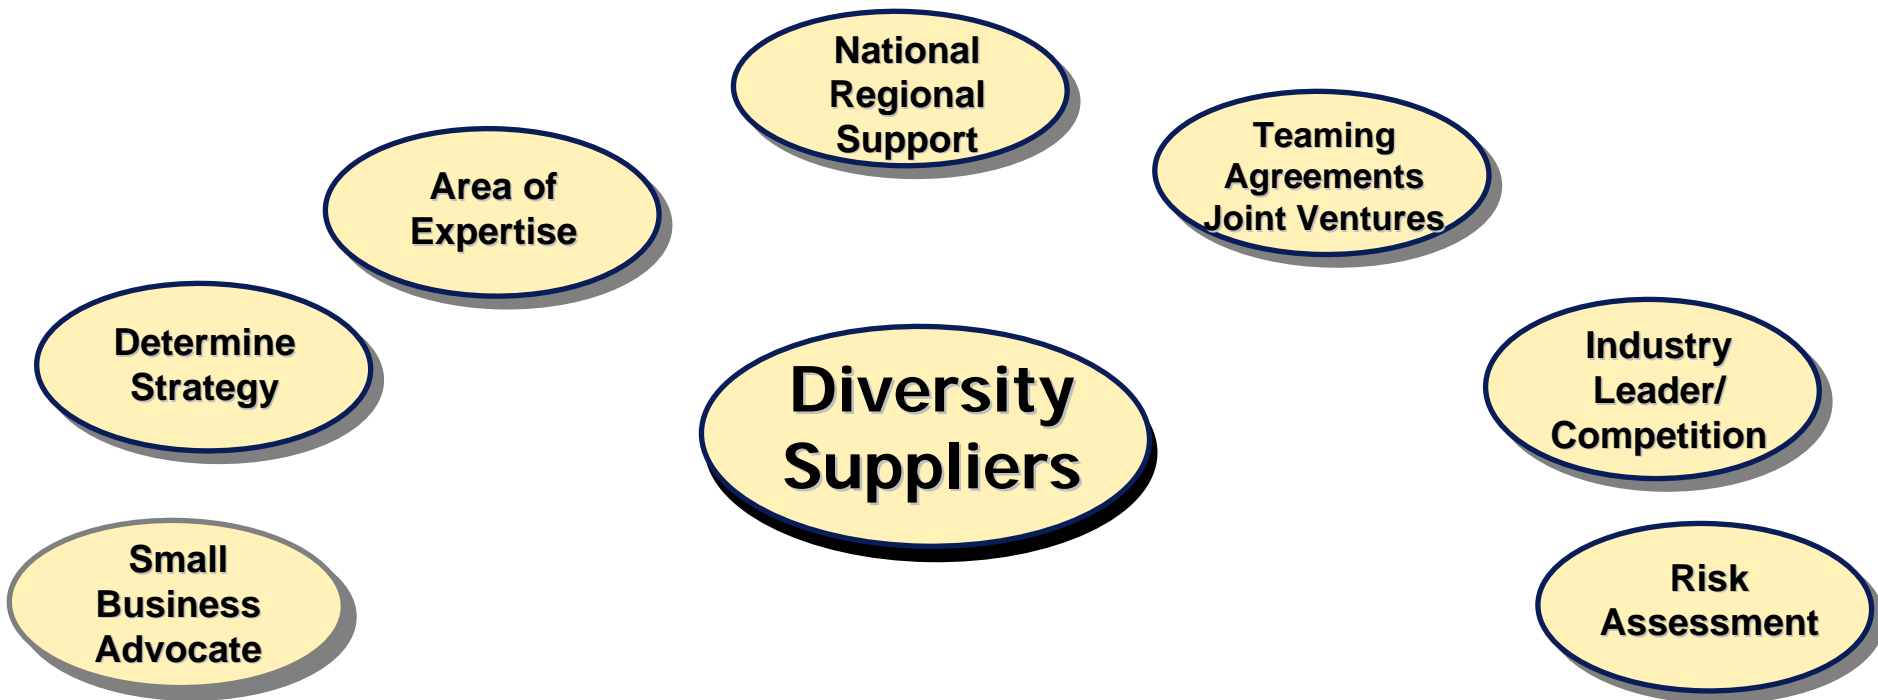 National
Regional
Support
Teaming
Agreements
Joint Ventures
Area of
Expertise
Determine
Strategy
Industry
Leader/
Competition
Diversity
Suppliers
Small
Business
Advocate
Risk
Assessment